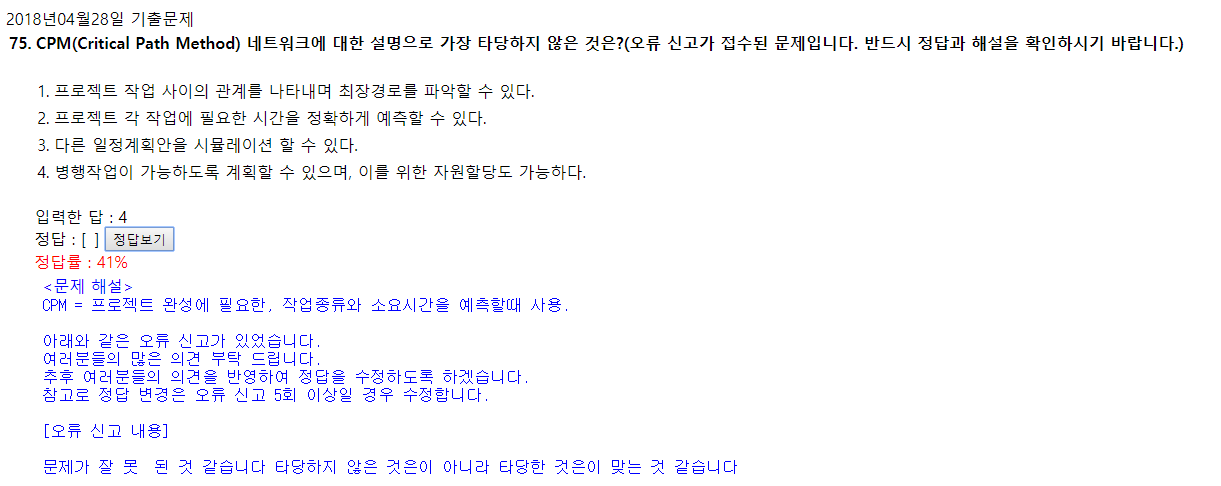 2018년04월28일 기출문제
75. CPM(Critical Path Method) 네트워크에 대한 설명으로 가장 타당하지 않은 것은?(오류 신고가 접수된 문제입니다. 반드시 정답과 해설을 확인하시기 바랍니다.)
1. 프로젝트 작업 사이의 관계를 나타내며 최장경로를 파악할 수 있다.
2. 프로젝트 각 작업에 필요한 시간을 정확하게 예측할 수 있다.
3. 다른 일정계획안을 시뮬레이션 할 수 있다.
4. 병행작업이 가능하도록 계획할 수 있으며, 이를 위한 자원할당도 가능하다.
입력한 답 : 4
정답 : [ ] 정답보기
정답률 : 41%
<문제 해설>
CPM = 프로젝트 완성에 필요한, 작업종류와 소요시간을 예측할때 사용.
아래와 같은 오류 신고가 있었습니다.
여러분들의 많은 의견 부탁 드립니다.
추후 여러분들의 의견을 반영하여 정답을 수정하도록 하겠습니다.
참고로 정답 변경은 오류 신고 5회 이상일 경우 수정합니다.
[오류 신고 내용]
문제가 잘 못  된 것 같습니다 타당하지 않은 것은이 아니라 타당한 것은이 맞는 것 같습니다